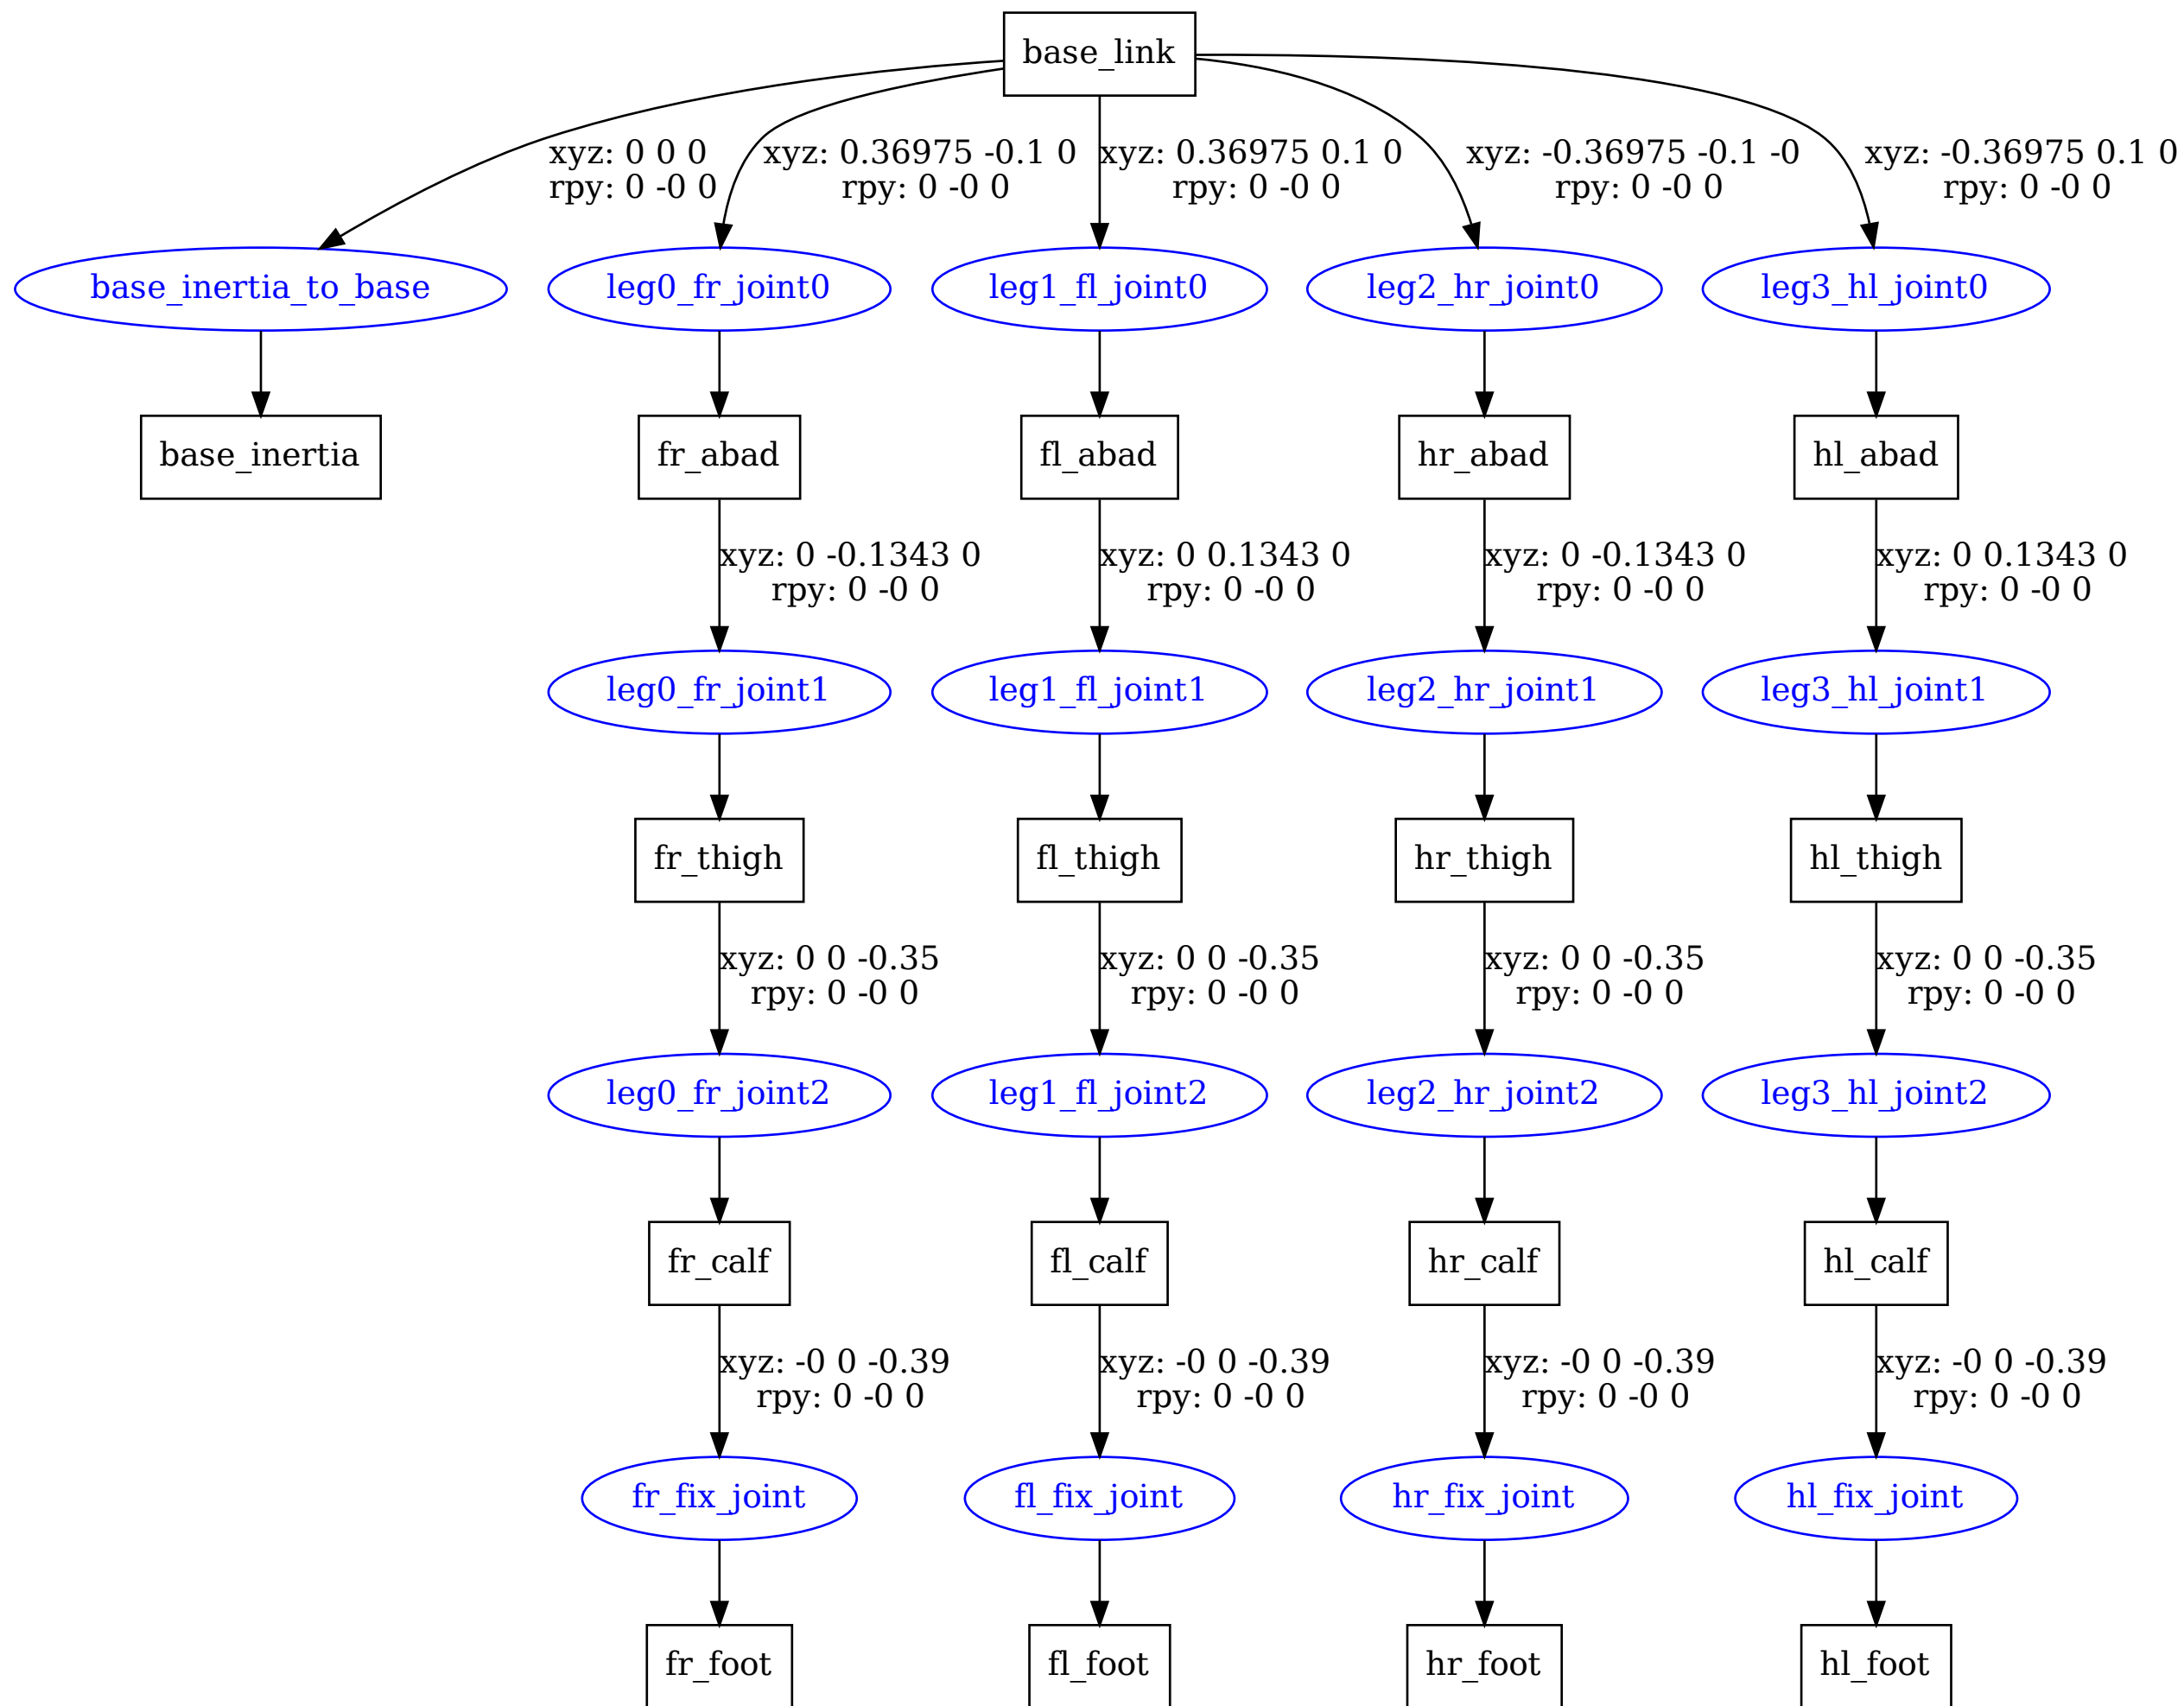 base_link
xyz: 0 0 0
rpy: 0 -0 0
xyz: 0.36975 -0.1 0
rpy: 0 -0 0
xyz: 0.36975 0.1 0
rpy: 0 -0 0
xyz: -0.36975 -0.1 -0
rpy: 0 -0 0
xyz: -0.36975 0.1 0
rpy: 0 -0 0
base_inertia_to_base
leg0_fr_joint0
leg1_fl_joint0
leg2_hr_joint0
leg3_hl_joint0
base_inertia
fr_abad
fl_abad
hr_abad
hl_abad
xyz: 0 -0.1343 0
rpy: 0 -0 0
xyz: 0 0.1343 0
rpy: 0 -0 0
xyz: 0 -0.1343 0
rpy: 0 -0 0
xyz: 0 0.1343 0
rpy: 0 -0 0
leg0_fr_joint1
leg1_fl_joint1
leg2_hr_joint1
leg3_hl_joint1
fr_thigh
fl_thigh
hr_thigh
hl_thigh
xyz: 0 0 -0.35
rpy: 0 -0 0
xyz: 0 0 -0.35
rpy: 0 -0 0
xyz: 0 0 -0.35
rpy: 0 -0 0
xyz: 0 0 -0.35
rpy: 0 -0 0
leg0_fr_joint2
leg1_fl_joint2
leg2_hr_joint2
leg3_hl_joint2
fr_calf
fl_calf
hr_calf
hl_calf
xyz: -0 0 -0.39
rpy: 0 -0 0
xyz: -0 0 -0.39
rpy: 0 -0 0
xyz: -0 0 -0.39
rpy: 0 -0 0
xyz: -0 0 -0.39
rpy: 0 -0 0
fr_fix_joint
fl_fix_joint
hr_fix_joint
hl_fix_joint
fr_foot
fl_foot
hr_foot
hl_foot